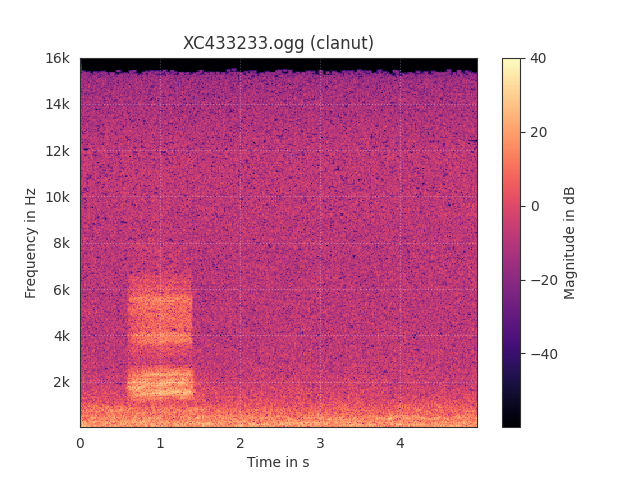 XC433233.ogg (clanut)
16k
14k
12k
10k
8k
6k
4k
2k
Frequency in Hz
0
1
2
3
4
Time in s
40
20
0
−20
−40
Magnitude in dB